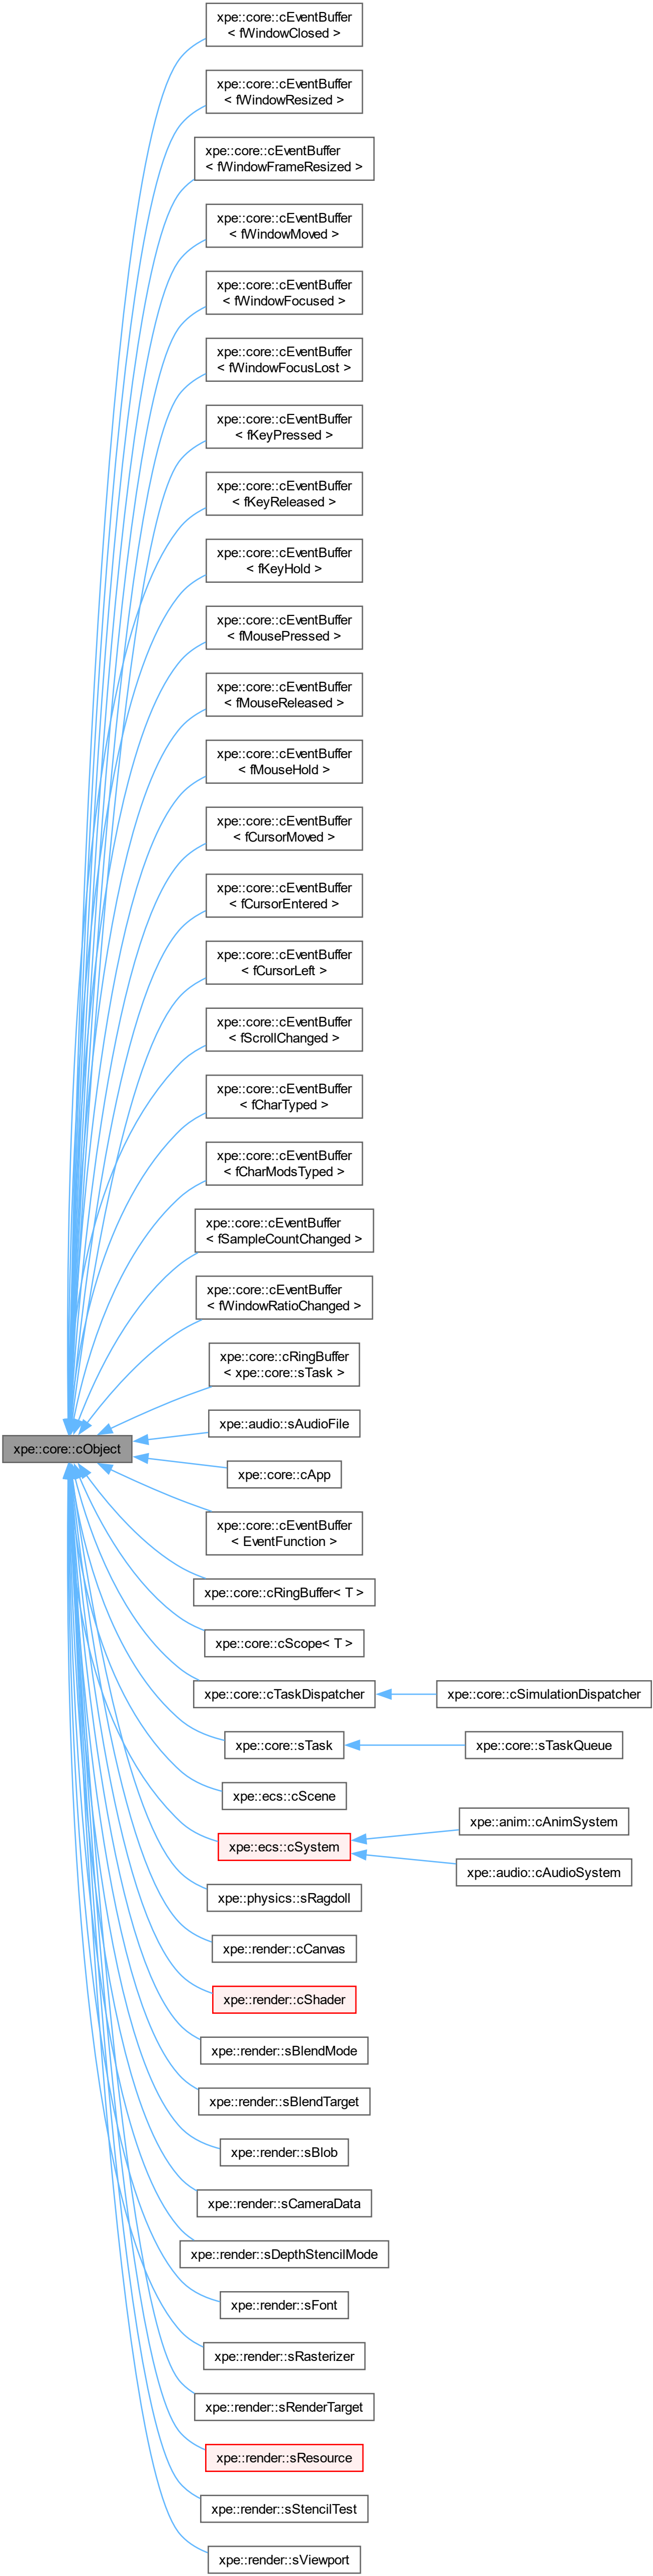 xpe::core::cEventBuffer
< fWindowClosed >
xpe::core::cEventBuffer
< fWindowResized >
xpe::core::cEventBuffer
< fWindowFrameResized >
xpe::core::cEventBuffer
< fWindowMoved >
xpe::core::cEventBuffer
< fWindowFocused >
xpe::core::cEventBuffer
< fWindowFocusLost >
xpe::core::cEventBuffer
< fKeyPressed >
xpe::core::cEventBuffer
< fKeyReleased >
xpe::core::cEventBuffer
< fKeyHold >
xpe::core::cEventBuffer
< fMousePressed >
xpe::core::cEventBuffer
< fMouseReleased >
xpe::core::cEventBuffer
< fMouseHold >
xpe::core::cEventBuffer
< fCursorMoved >
xpe::core::cEventBuffer
< fCursorEntered >
xpe::core::cEventBuffer
< fCursorLeft >
xpe::core::cEventBuffer
< fScrollChanged >
xpe::core::cEventBuffer
< fCharTyped >
xpe::core::cEventBuffer
< fCharModsTyped >
xpe::core::cEventBuffer
< fSampleCountChanged >
xpe::core::cEventBuffer
< fWindowRatioChanged >
xpe::core::cRingBuffer
< xpe::core::sTask >
xpe::audio::sAudioFile
xpe::core::cObject
xpe::core::cApp
xpe::core::cEventBuffer
< EventFunction >
xpe::core::cRingBuffer< T >
xpe::core::cScope< T >
xpe::core::cTaskDispatcher
xpe::core::cSimulationDispatcher
xpe::core::sTask
xpe::core::sTaskQueue
xpe::ecs::cScene
xpe::anim::cAnimSystem
xpe::ecs::cSystem
xpe::audio::cAudioSystem
xpe::physics::sRagdoll
xpe::render::cCanvas
xpe::render::cShader
xpe::render::sBlendMode
xpe::render::sBlendTarget
xpe::render::sBlob
xpe::render::sCameraData
xpe::render::sDepthStencilMode
xpe::render::sFont
xpe::render::sRasterizer
xpe::render::sRenderTarget
xpe::render::sResource
xpe::render::sStencilTest
xpe::render::sViewport